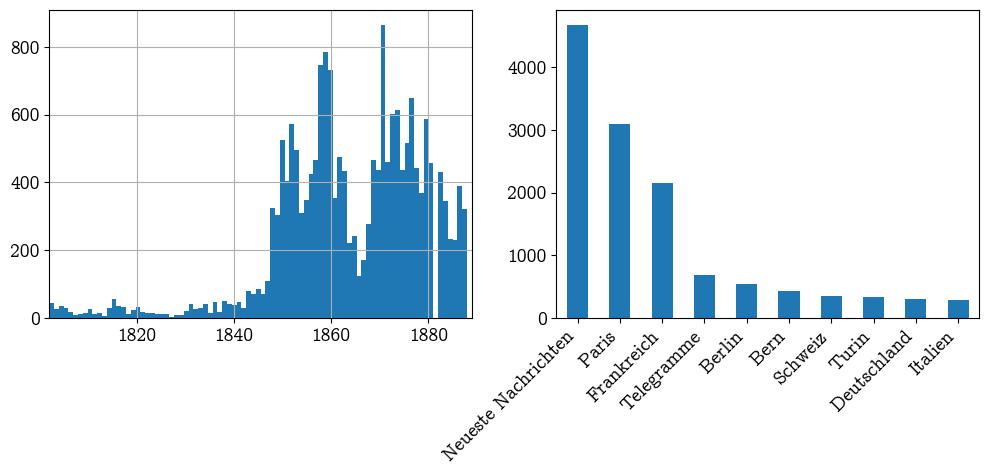 800
600
400
200
0
1820 1840 1860 1880
4000
3000
2000
1000
0
Neueste Nachrichten
Paris
Frankreich
Telegramme
Berlin
Bern
Schweiz
Turin
Deutschland
Italien